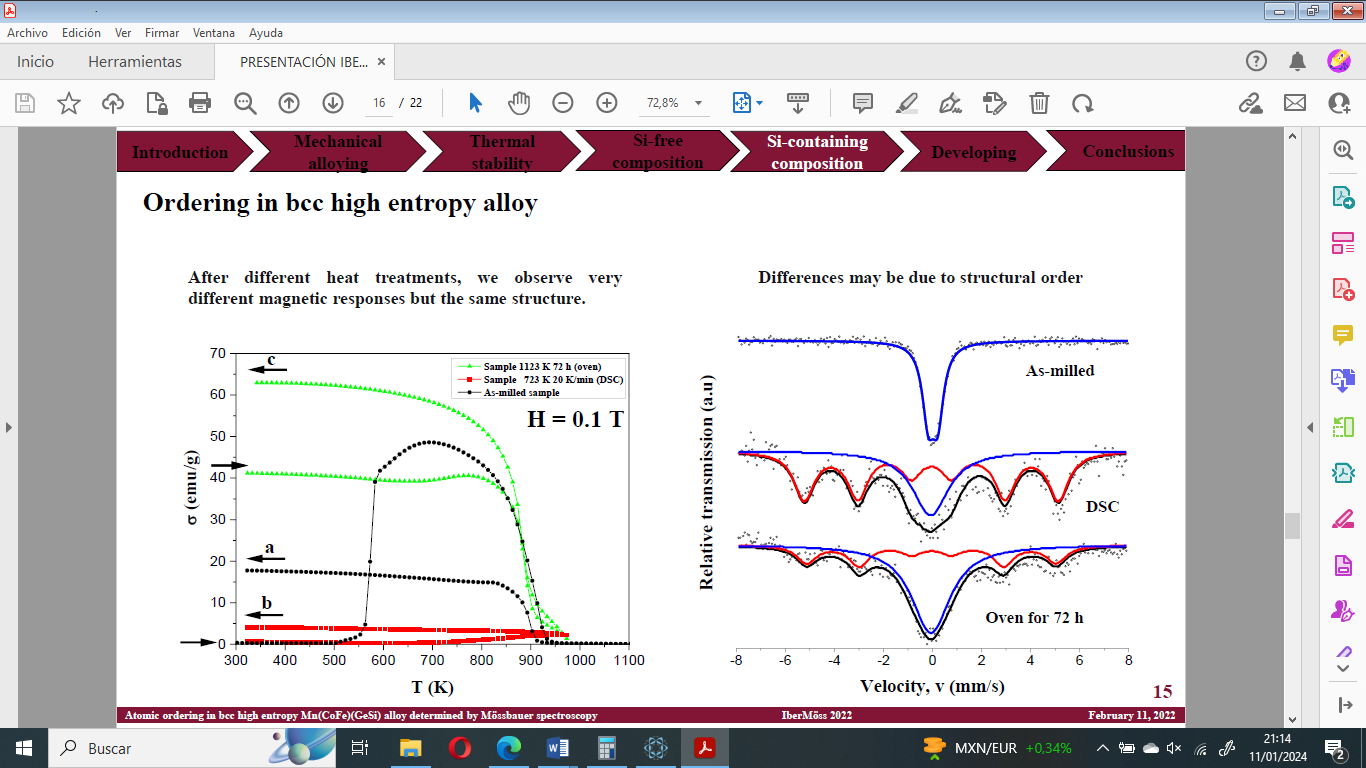 Archivo Edición Ver Firmar Ventana Ayuda
Inicio Herramientas PRESENTACIÓN IBE... ×
16 / 22 72,8%
Introduction
Mechanical
alloying
Thermal
stability
Si-free
composition
Si-containing
composition
Developing
Conclusions
Ordering in bcc high entropy alloy
After different heat treatments, we observe very
different magnetic responses but the same structure.
Differences may be due to structural order
70
60
50
40
30
20
10
0
σ (emu/g)
c
a
b
Sample 1123 K 72 h (oven)
Sample 723 K 20 K/min (DSC)
As-milled sample
H = 0.1 T
300 400 500 600 700 800 900 1000 1100
T (K)
Relative transmission (a.u)
As-milled
DSC
Oven for 72 h
-8 -6 -4 -2 0 2 4 6 8
Velocity, v (mm/s)
15
Atomic ordering in bcc high entropy Mn(CoFe)(GeSi) alloy determined by Mössbauer spectroscopy IberMöss 2022 February 11, 2022
Buscar
MXN/EUR +0,34%
21:14
11/01/2024
2